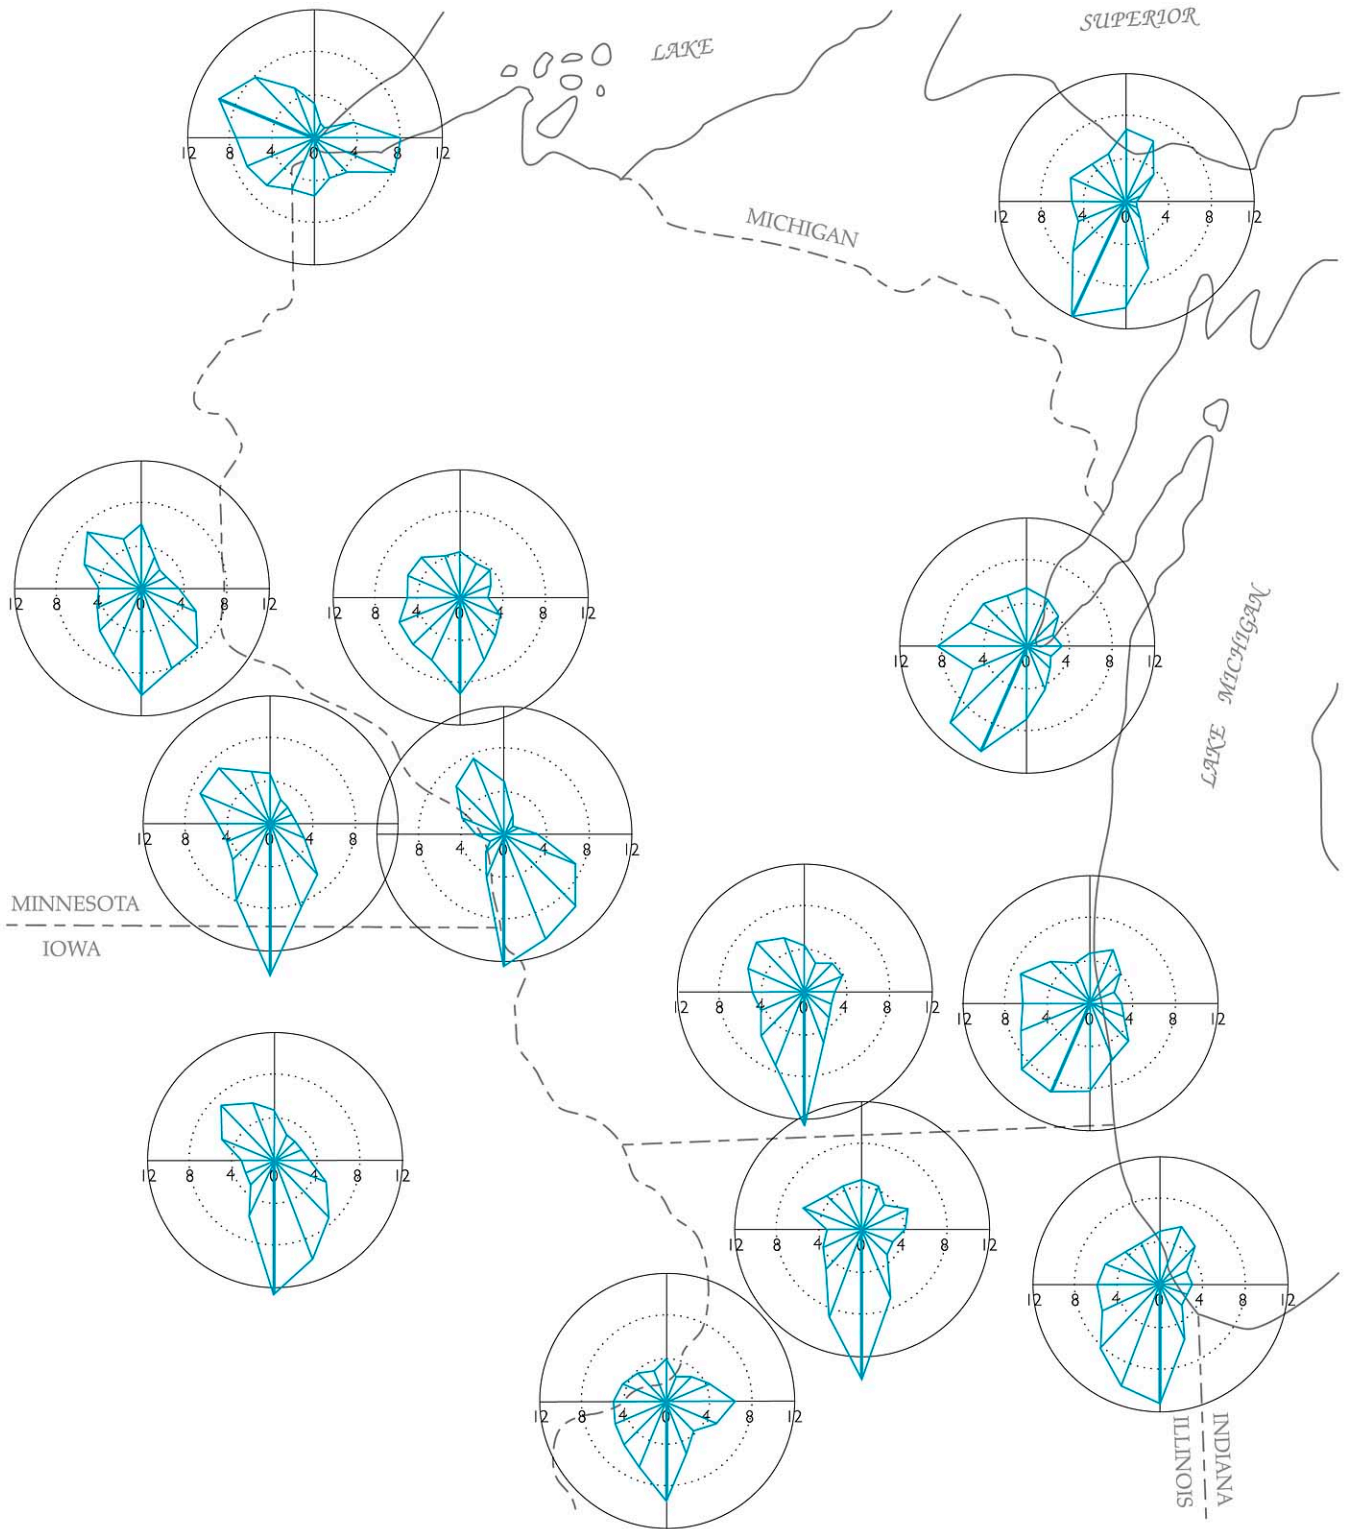 SUPERIOR
LAKE
12 8 4 0 4 8 12
12 8 4 0 4 8 12
MICHIGAN
12 8 4 0 4 8 12
12 8 4 0 4 8 12
12 8 4 0 4 8 12
LAKE MICHIGAN
12 8 4 0 4 8
8 4 0 4 8 12
MINNESOTA
IOWA
12 8 4 0 4 8 12
12 8 4 0 4 8 12
12 8 4 0 4 8 12
12 8 4 0 4 8 12
12 8 4 0 4 8 12
12 8 4 0 4 8 12
ILLINOIS
INDIANA